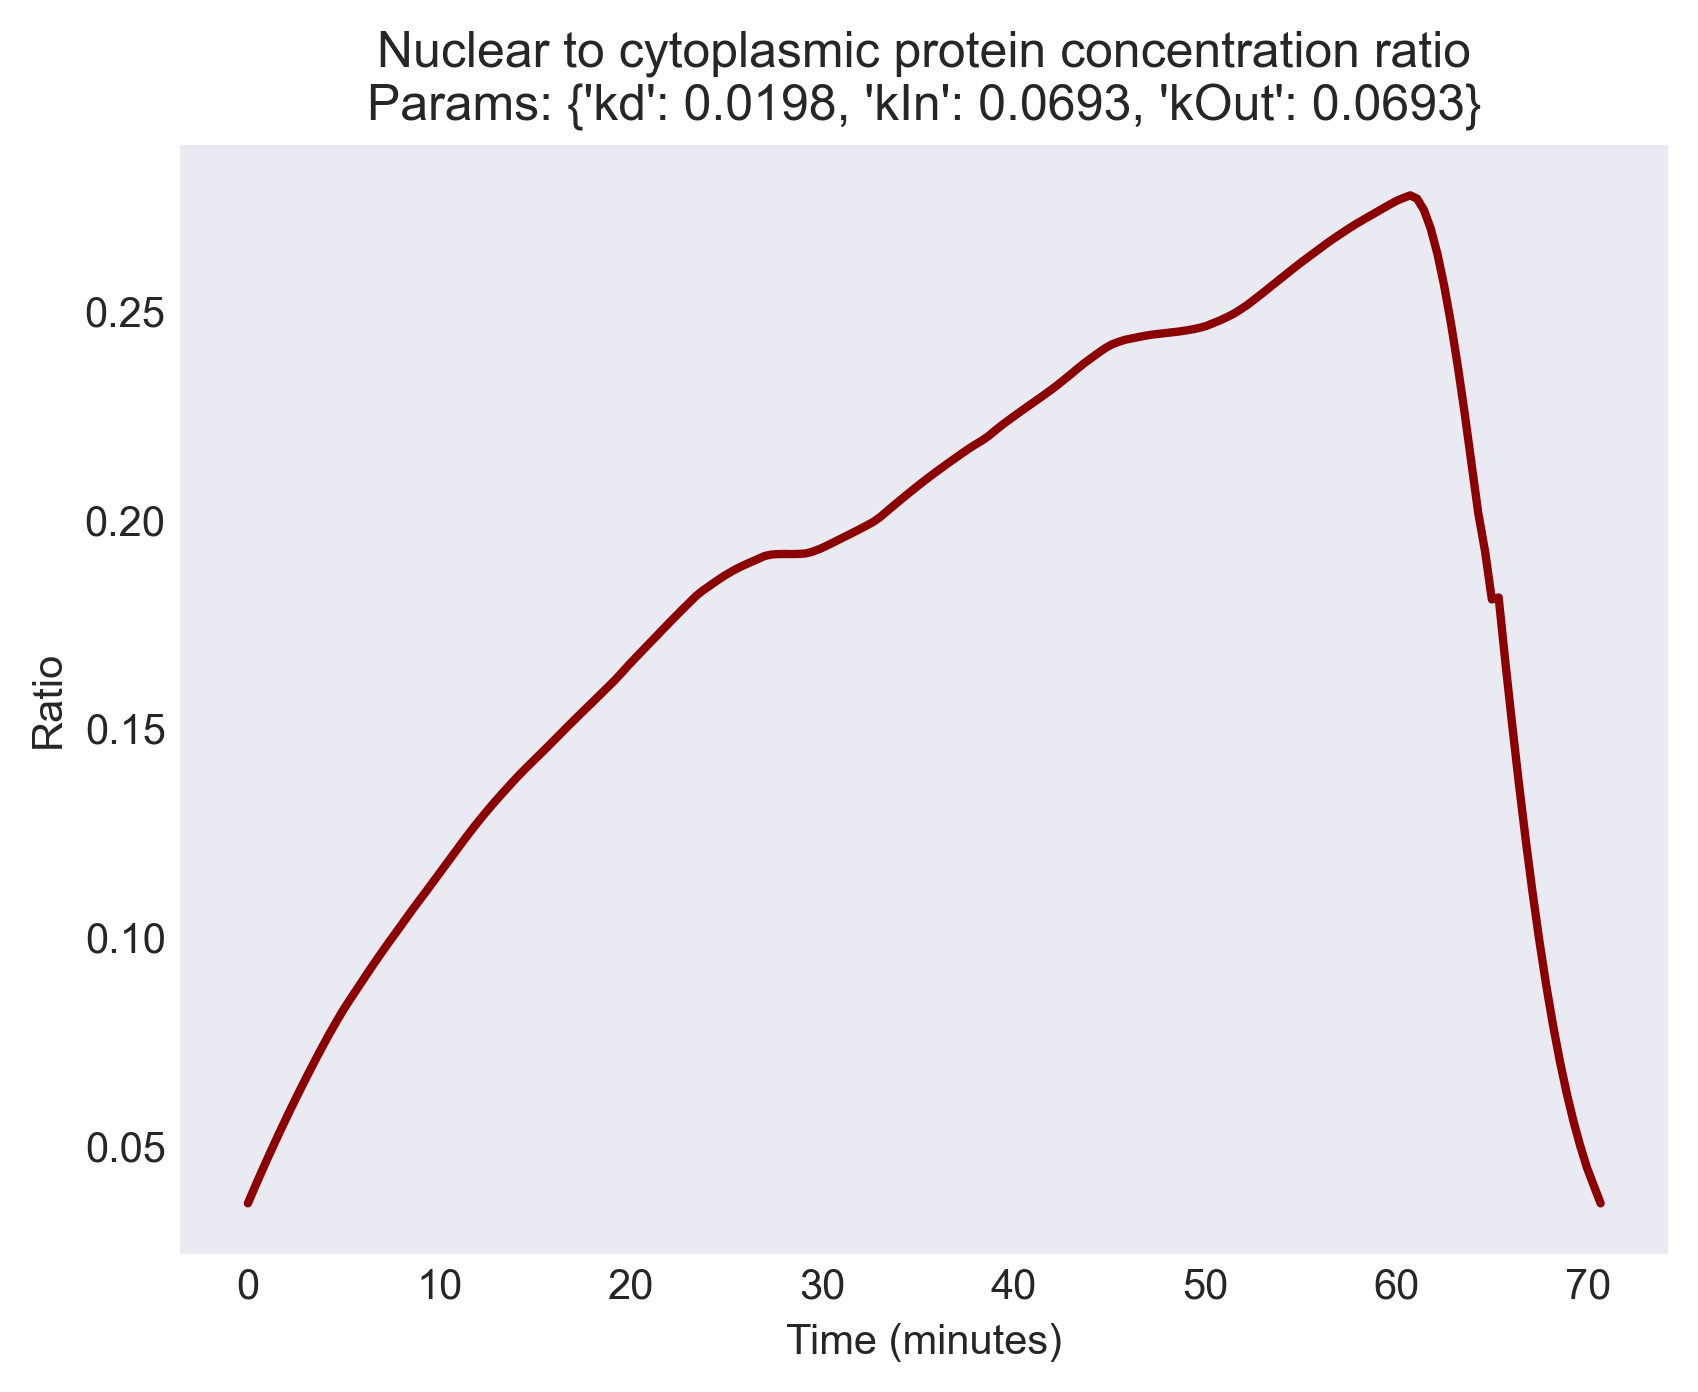 Nuclear to cytoplasmic protein concentration ratio
Params: {'kd': 0.0198, 'kIn': 0.0693, 'kOut': 0.0693}
0.25
0.20
0.15
0.10
0.05
Ratio
0 10 20 30 40 50 60 70
Time (minutes)